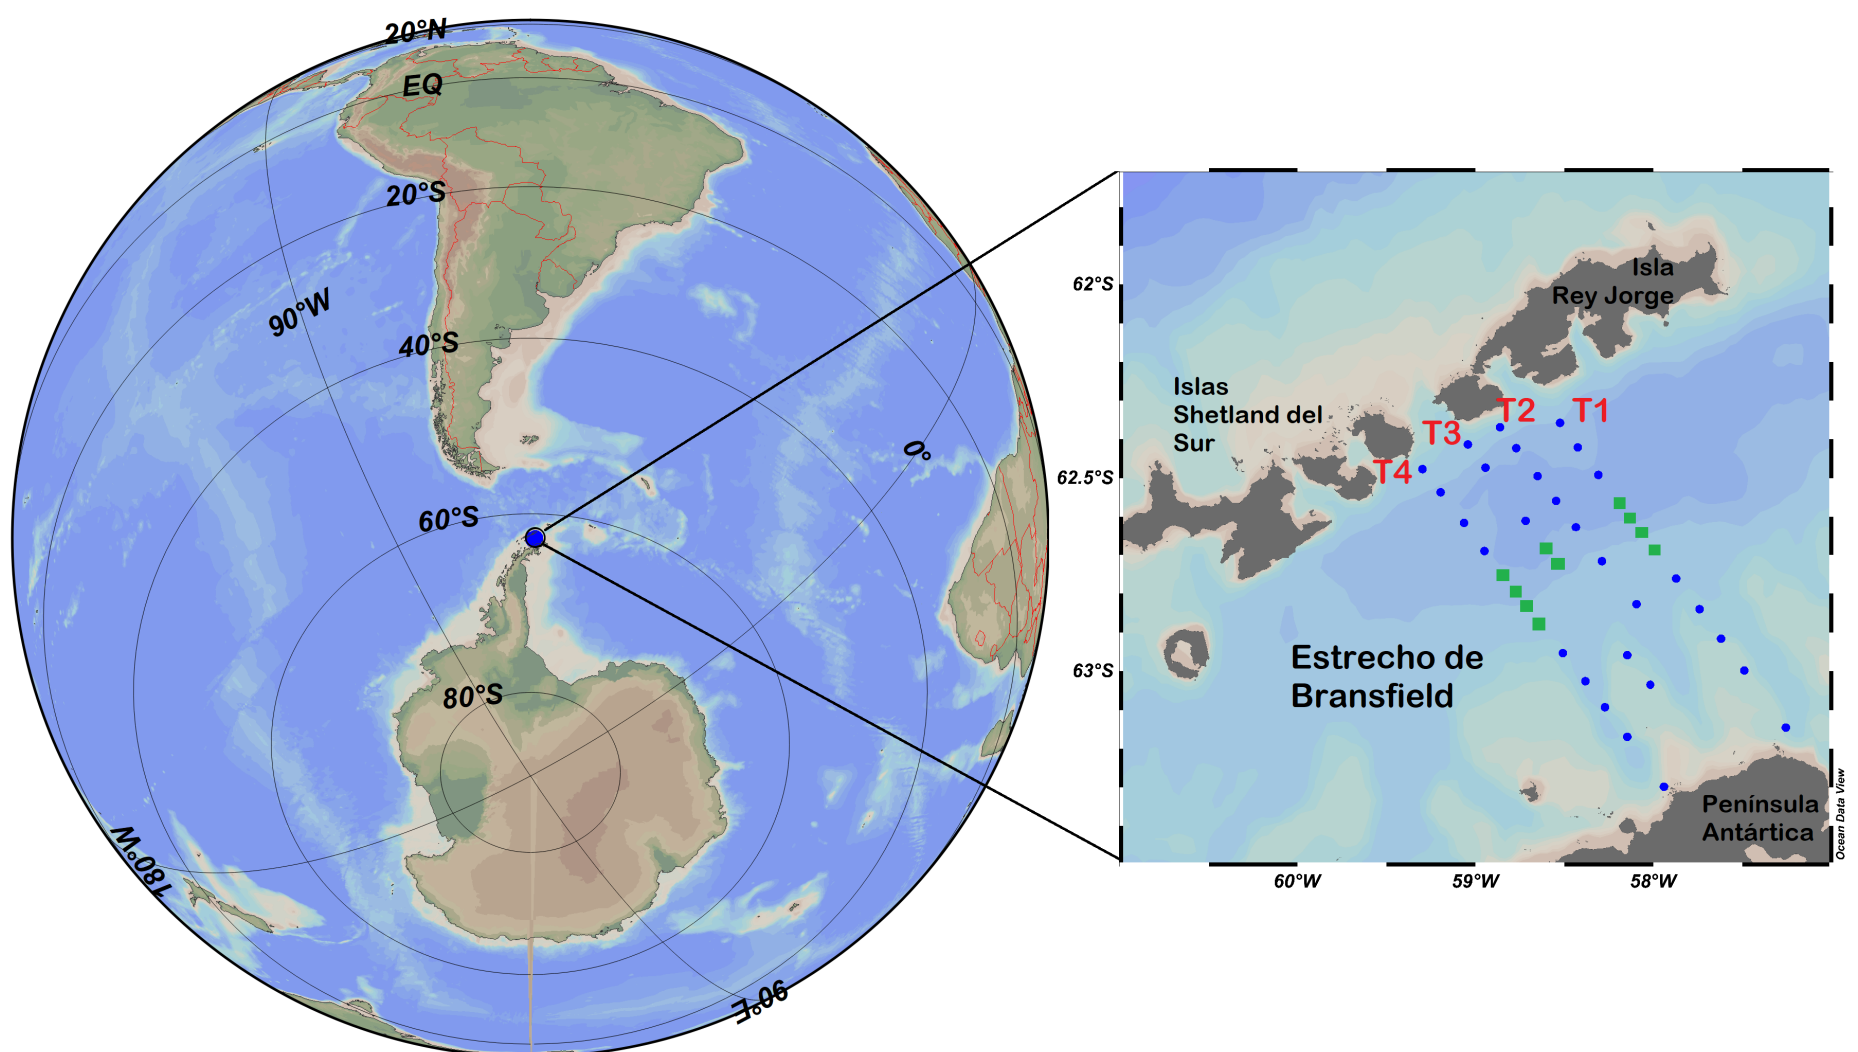 20°N
EQ
20°S
90°W
40°S
0°
60°S
80°S
180°W
90°E
62°S
62.5°S
63°S
60°W
59°W
58°W
Isla
Rey Jorge
Islas
Shetland del
Sur
T1
T2
T3
T4
Estrecho de
Bransfield
Península
Antártica
Ocean Data View